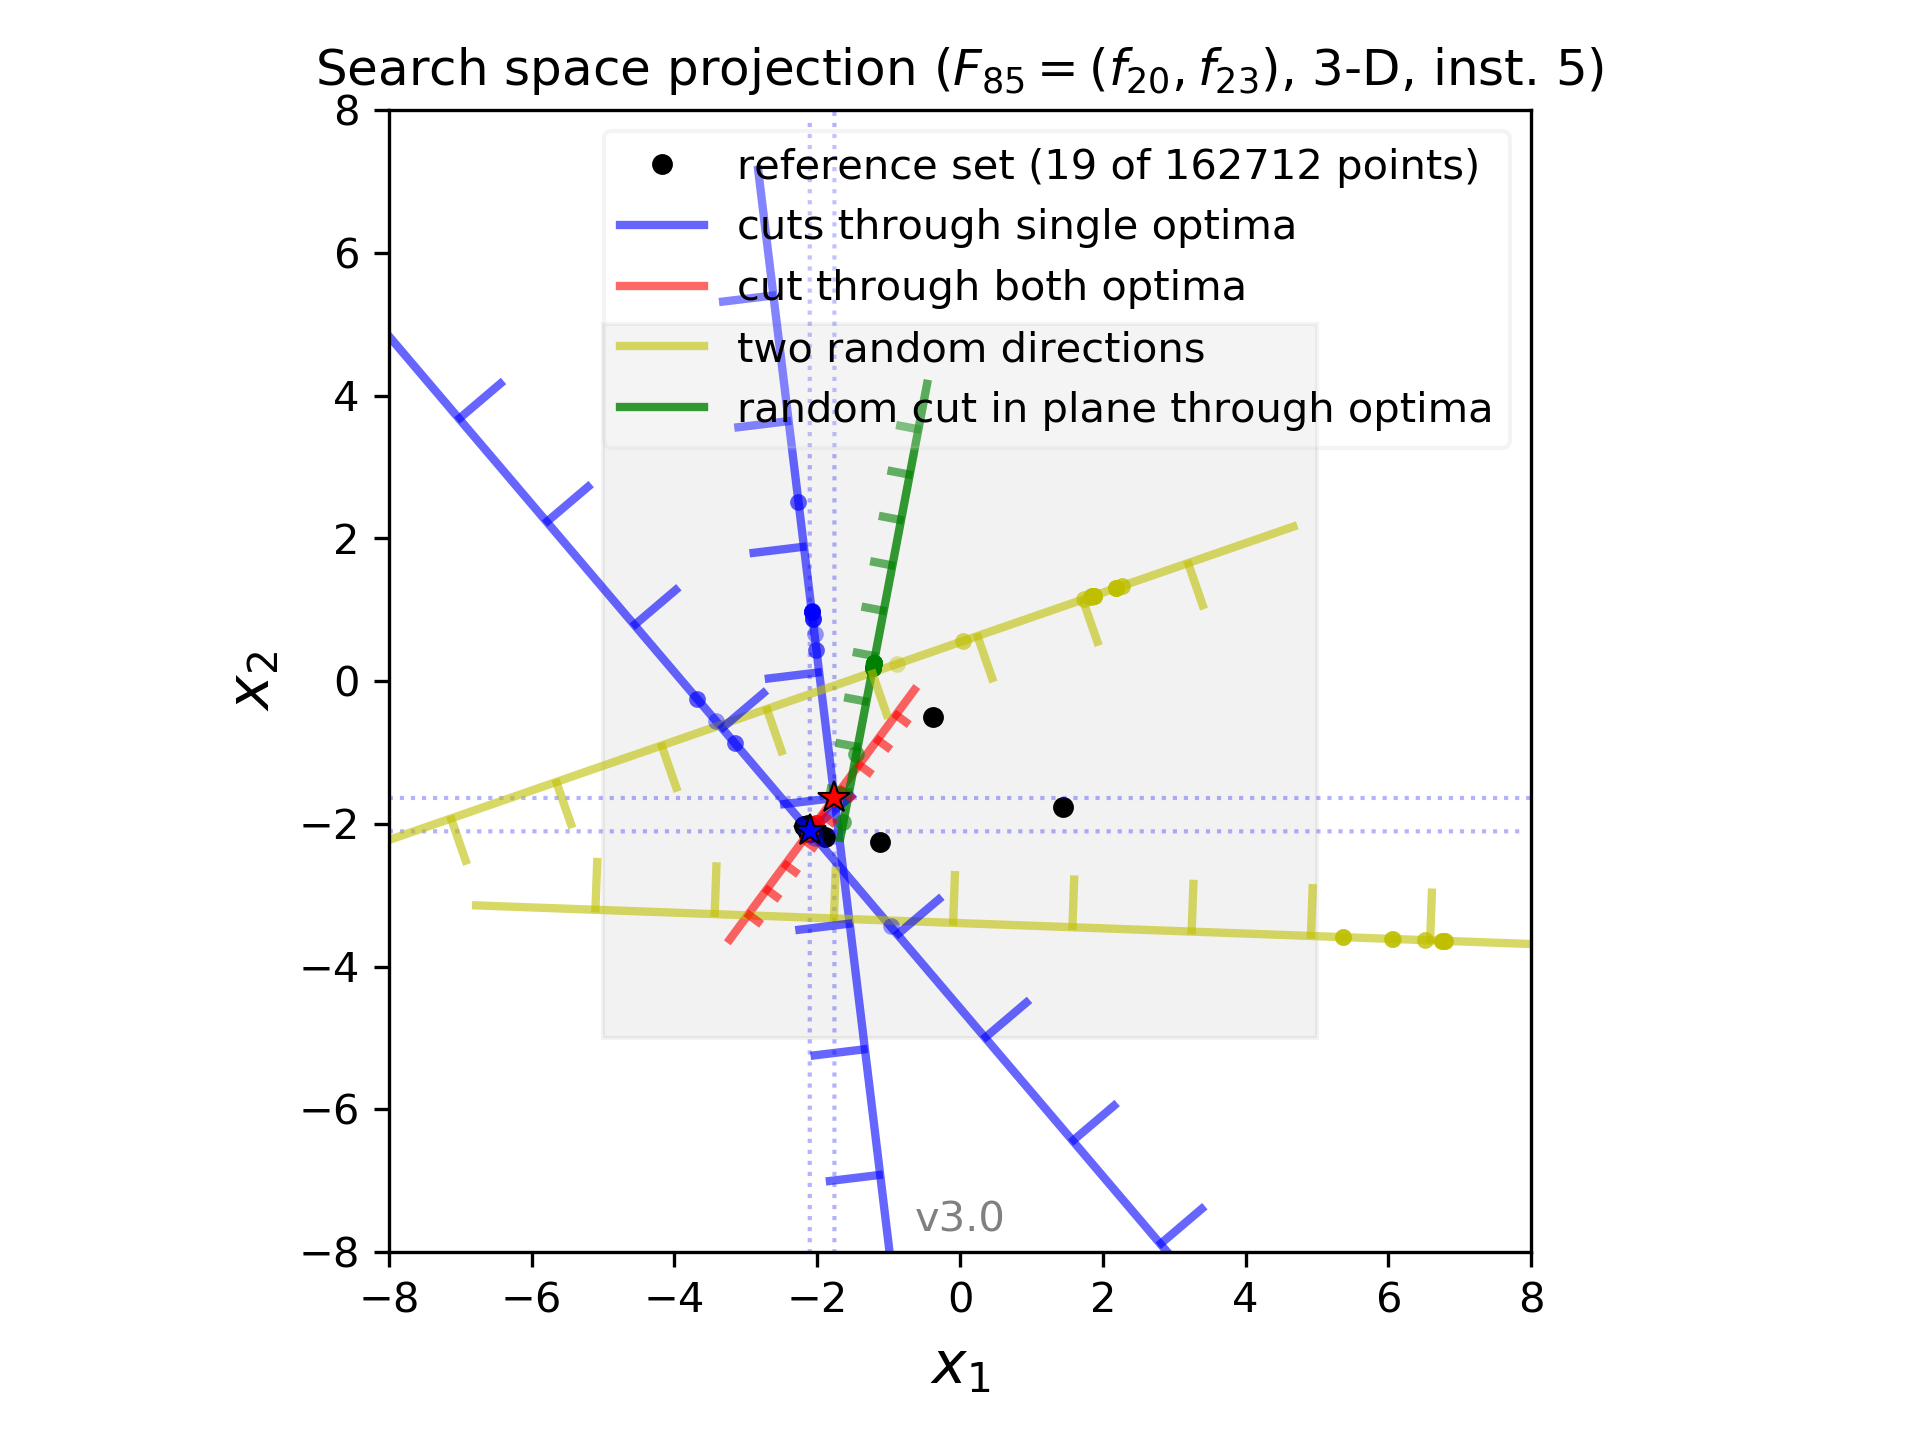 Search space projection (F85 = (f20, f23), 3-D, inst. 5)
reference set (19 of 162712 points)
cuts through single optima
cut through both optima
two random directions
random cut in plane through optima
8
6
4
2
0
−2
−4
−6
−8
x2
v3.0
−8 −6 −4 −2 0 2 4 6 8
x1